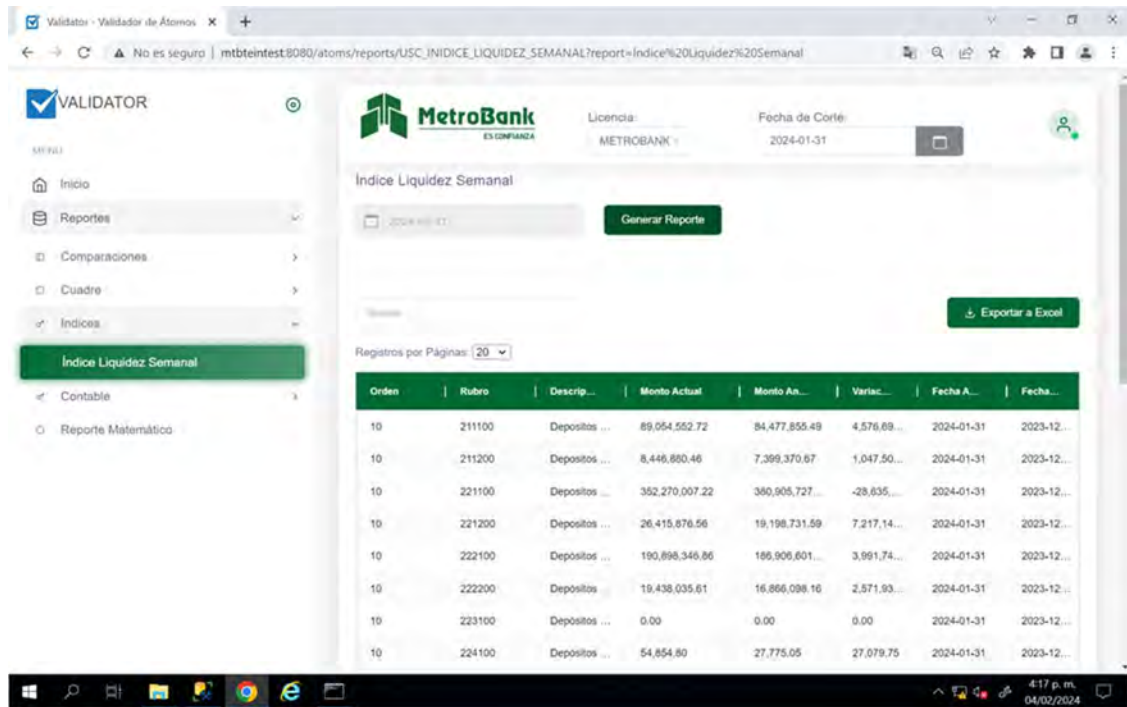 Validator - Validador de Átomos
No es seguro | mtbteintest:8080/atoms/reports/USC_INIDICE_LIQUIDEZ_SEMANAL?report=Índice%20Liquidez%20Semanal
VALIDATOR
MetroBank
ES CONFIANZA
Licencia:
METROBANK
Fecha de Corte:
2024-01-31
MENU
Inicio
Reportes
Comparaciones
Cuadre
Indices
Índice Liquidez Semanal
Contable
Reporte Matemático
Indice Liquidez Semanal
2024-01-31
Generar Reporte
Exportar a Excel
Registros por Páginas: 20
Orden Rubro Descrip... Monto Actual Monto An... Variac... Fecha A... Fecha...
10 211100 Depositos ... 89,054,552.72 84,477,855.49 4,576,69... 2024-01-31 2023-12...
10 211200 Depositos ... 8,446,880.46 7,399,370.67 1,047,50... 2024-01-31 2023-12...
10 221100 Depositos ... 352,270,007.22 380,905,727... -28,635,... 2024-01-31 2023-12...
10 221200 Depositos ... 26,415,876.56 19,198,731.59 7,217,14... 2024-01-31 2023-12...
10 222100 Depósitos ... 190,898,346.86 186,906,601... 3,991,74... 2024-01-31 2023-12...
10 222200 Depositos ... 19,438,035.61 16,866,098.16 2,571,93... 2024-01-31 2023-12...
10 223100 Depositos ... 0.00 0.00 0.00 2024-01-31 2023-12...
10 224100 Depositos ... 54,854.80 27,775.05 27,079.75 2024-01-31 2023-12...
4:17 p. m.
04/02/2024